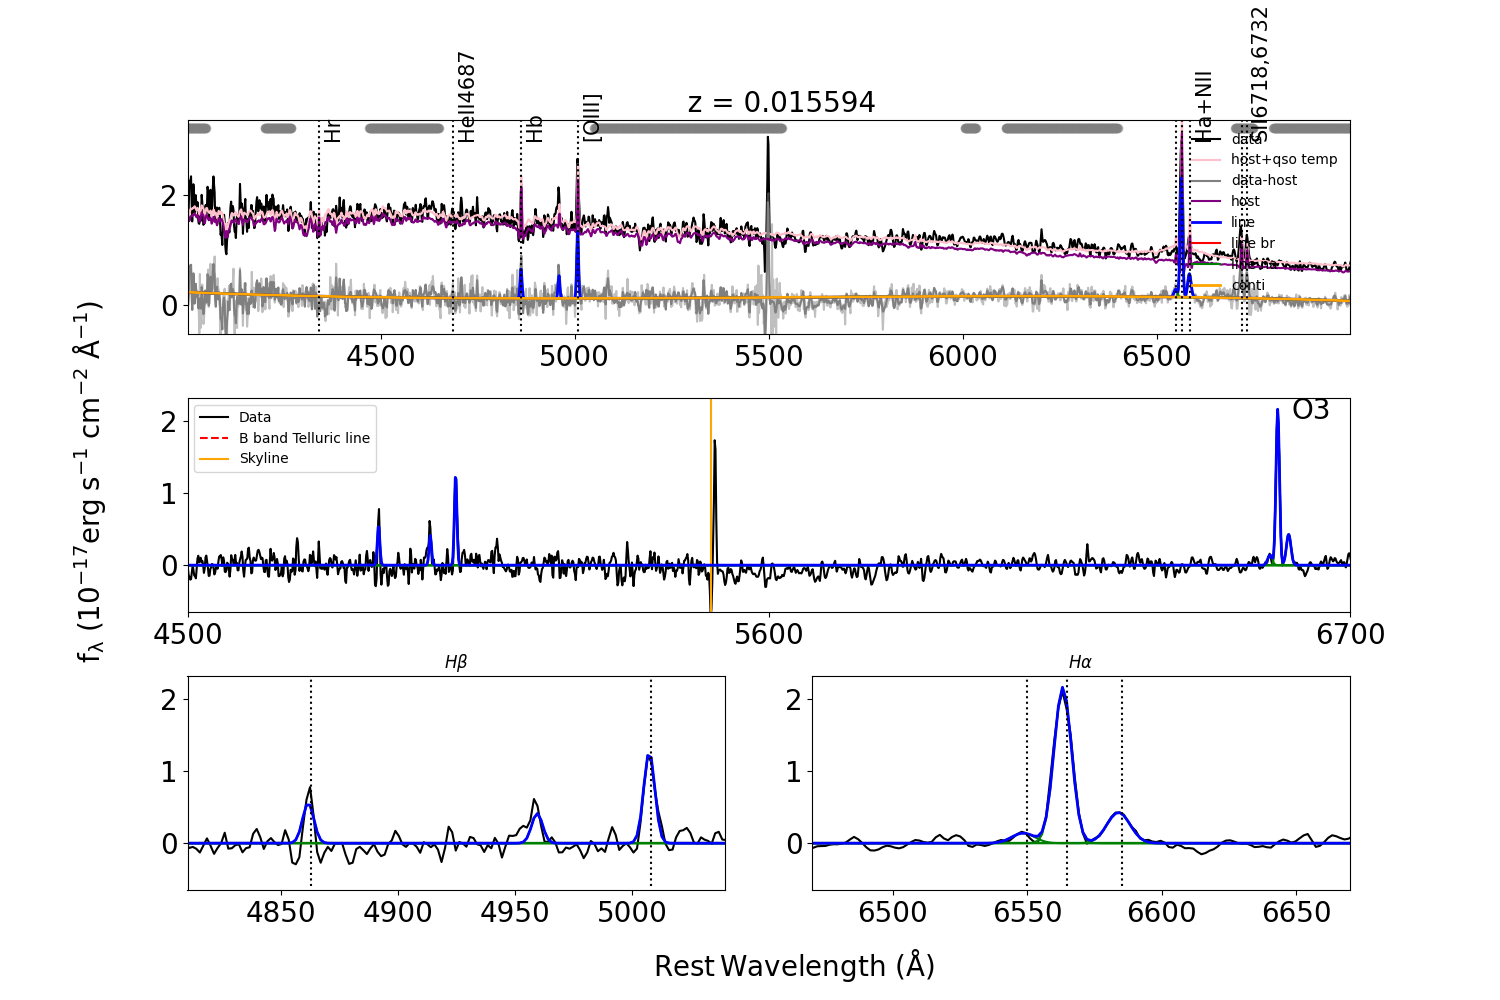 Hr
HeII4687
Hb
[OIII]
Ha+NII
SII6718,6732
z = 0.015594
data
host+qso temp
data-host
host
line
line br
conti
2
0
4500
5000
5500
6000
6500
Data
B band Telluric line
Skyline
O3
2
1
0
4500
5600
6700
fλ (10⁻¹⁷erg s⁻¹ cm⁻² Å⁻¹)
Hβ
2
1
0
4850
4900
4950
5000
Hα
2
1
0
6500
6550
6600
6650
Rest Wavelength (Å)